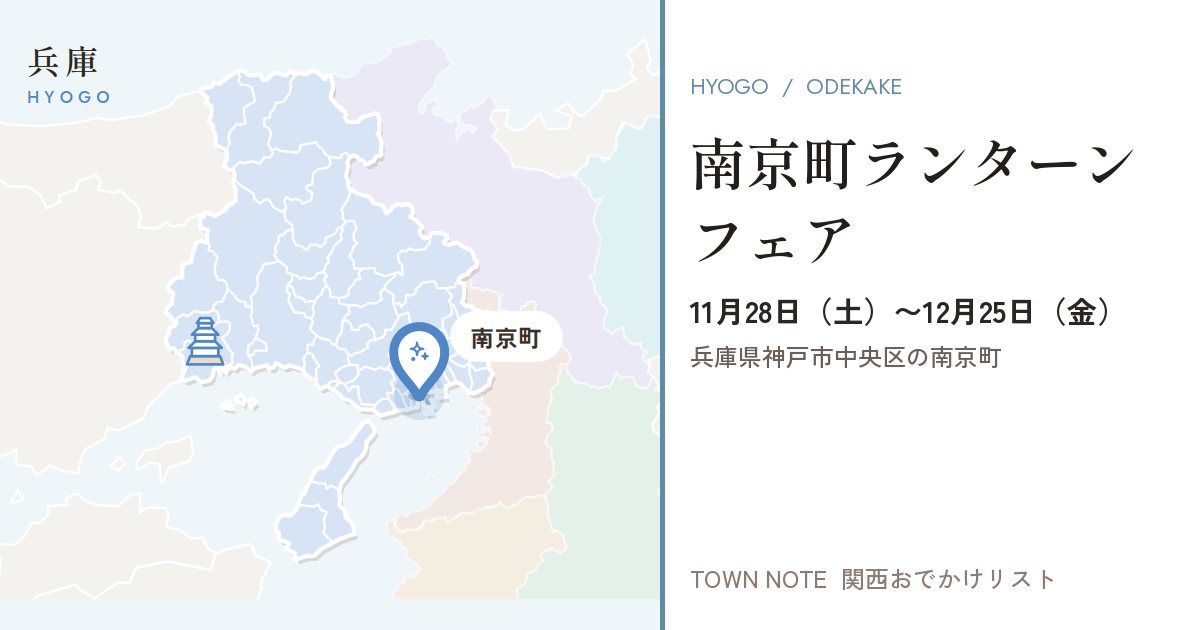 兵庫
HYOGO
南京町
HYOGO / ODEKAKE
南京町ランターン
フェア
11月28日（土）〜12月25日（金）
兵庫県神戸市中央区の南京町
TOWN NOTE 関西おでかけリスト